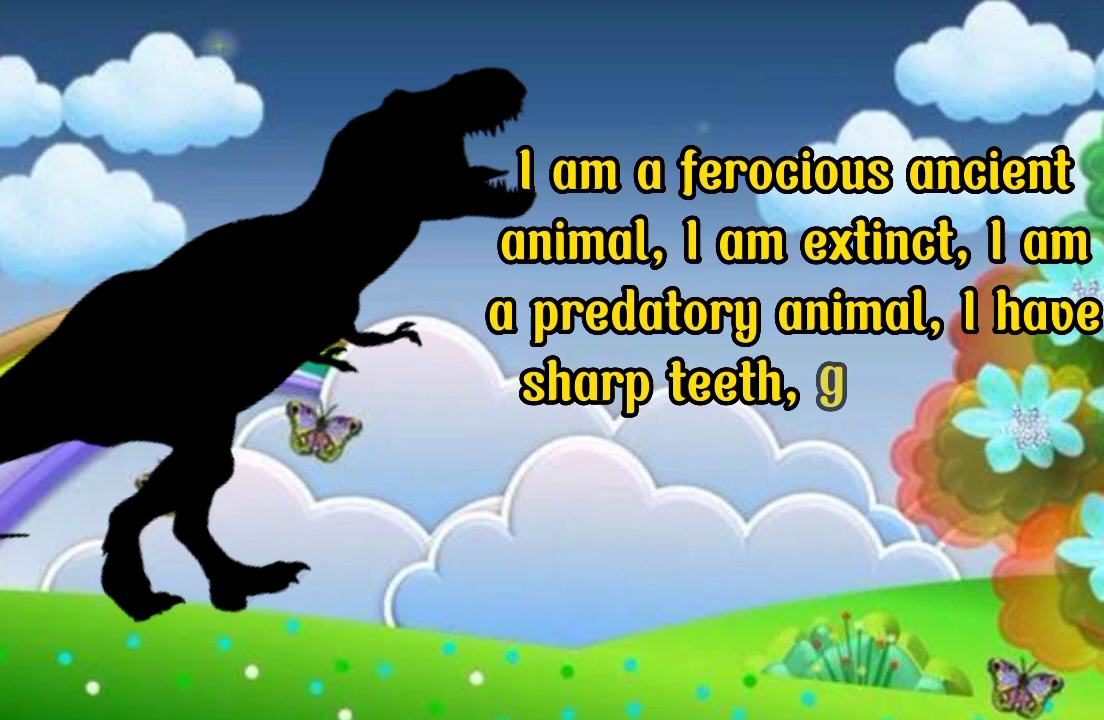 I am a ferocious ancient
animal, I am extinct, I am
a predatory animal, I have
sharp teeth, g